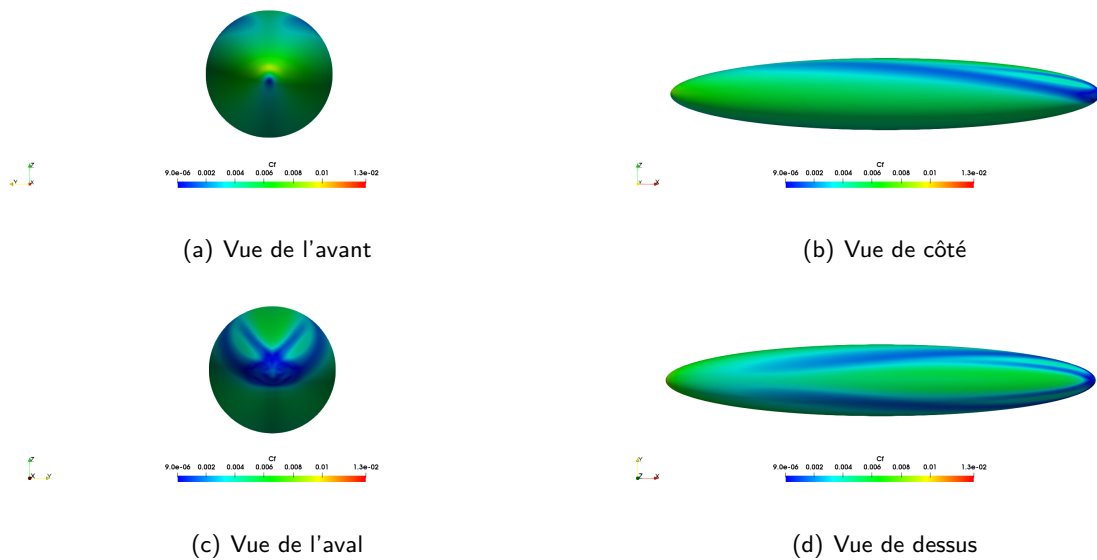 Z
Y
X
Cf
9.0e-06 0.002 0.004 0.006 0.008 0.01 1.3e-02
(a) Vue de l'avant
Z
Y
X
Cf
9.0e-06 0.002 0.004 0.006 0.008 0.01 1.3e-02
(b) Vue de côté
Z
X
Y
Cf
9.0e-06 0.002 0.004 0.006 0.008 0.01 1.3e-02
(c) Vue de l'aval
Y
Z
X
Cf
9.0e-06 0.002 0.004 0.006 0.008 0.01 1.3e-02
(d) Vue de dessus